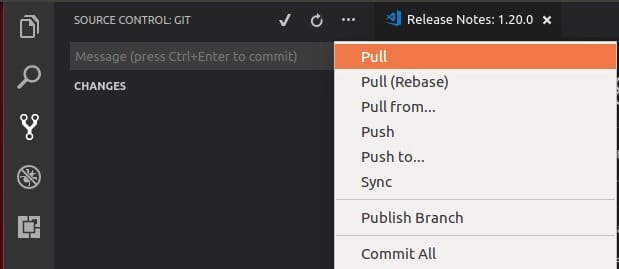 SOURCE CONTROL: GIT
Release Notes: 1.20.0
Message (press Ctrl+Enter to commit)
CHANGES
Pull
Pull (Rebase)
Pull from...
Push
Push to...
Sync
Publish Branch
Commit All